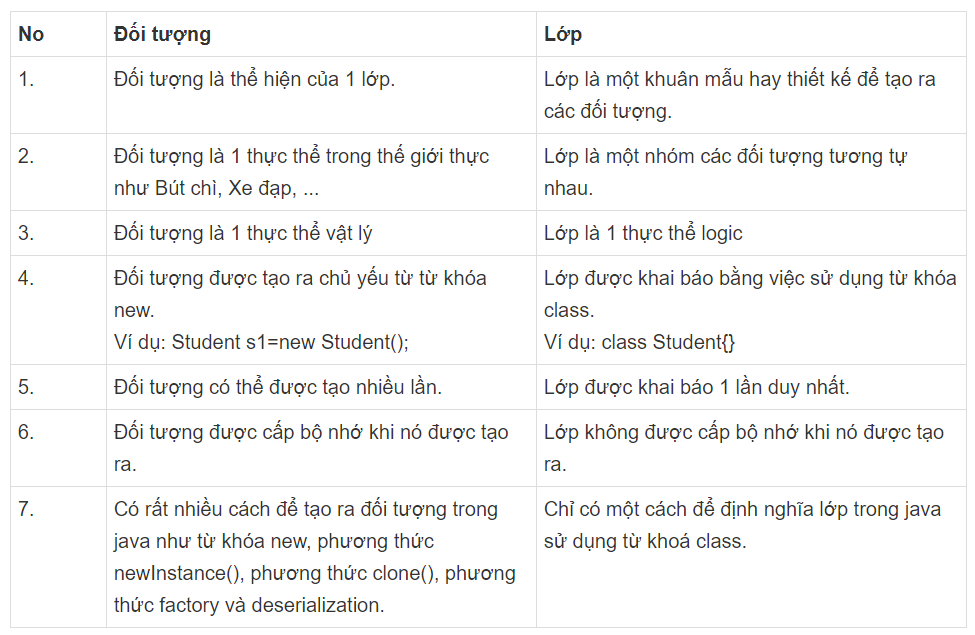 No Đối tượng Lớp
1. Đối tượng là thể hiện của 1 lớp. Lớp là một khuân mẫu hay thiết kế để tạo ra
các đối tượng.
2. Đối tượng là 1 thực thể trong thế giới thực Lớp là một nhóm các đối tượng tương tự
như Bút chì, Xe đạp, ... nhau.
3. Đối tượng là 1 thực thể vật lý Lớp là 1 thực thể logic
4. Đối tượng được tạo ra chủ yếu từ từ khóa Lớp được khai báo bằng việc sử dụng từ khóa
new. class.
Ví dụ: Student s1=new Student(); Ví dụ: class Student{}
5. Đối tượng có thể được tạo nhiều lần. Lớp được khai báo 1 lần duy nhất.
6. Đối tượng được cấp bộ nhớ khi nó được tạo Lớp không được cấp bộ nhớ khi nó được tạo
ra. ra.
7. Có rất nhiều cách để tạo ra đối tượng trong Chỉ có một cách để định nghĩa lớp trong java
java như từ khóa new, phương thức sử dụng từ khoá class.
newInstance(), phương thức clone(), phương
thức factory và deserialization.